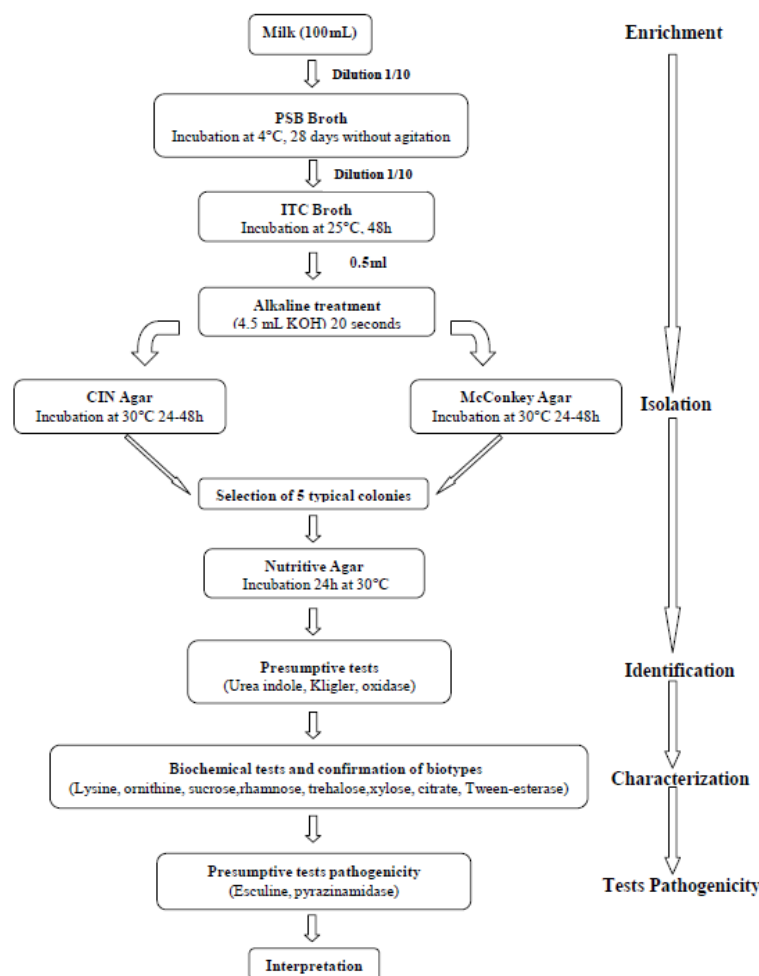 Milk (100mL)
Enrichment
Dilution 1/10
PSB Broth
Incubation at 4°C, 28 days without agitation
Dilution 1/10
ITC Broth
Incubation at 25°C, 48h
0.5ml
Alkaline treatment
(4.5 mL KOH) 20 seconds
CIN Agar
Incubation at 30°C 24-48h
McConkey Agar
Incubation at 30°C 24-48h
Isolation
Selection of 5 typical colonies
Nutritive Agar
Incubation 24h at 30°C
Presumptive tests
(Urea indole, Kligler, oxidase)
Identification
Biochemical tests and confirmation of biotypes
(Lysine, ornithine, sucrose,rhamnose, trehalose,xylose, citrate, Tween-esterase)
Characterization
Presumptive tests pathogenicity
(Esculine, pyrazinamidase)
Tests Pathogenicity
Interpretation